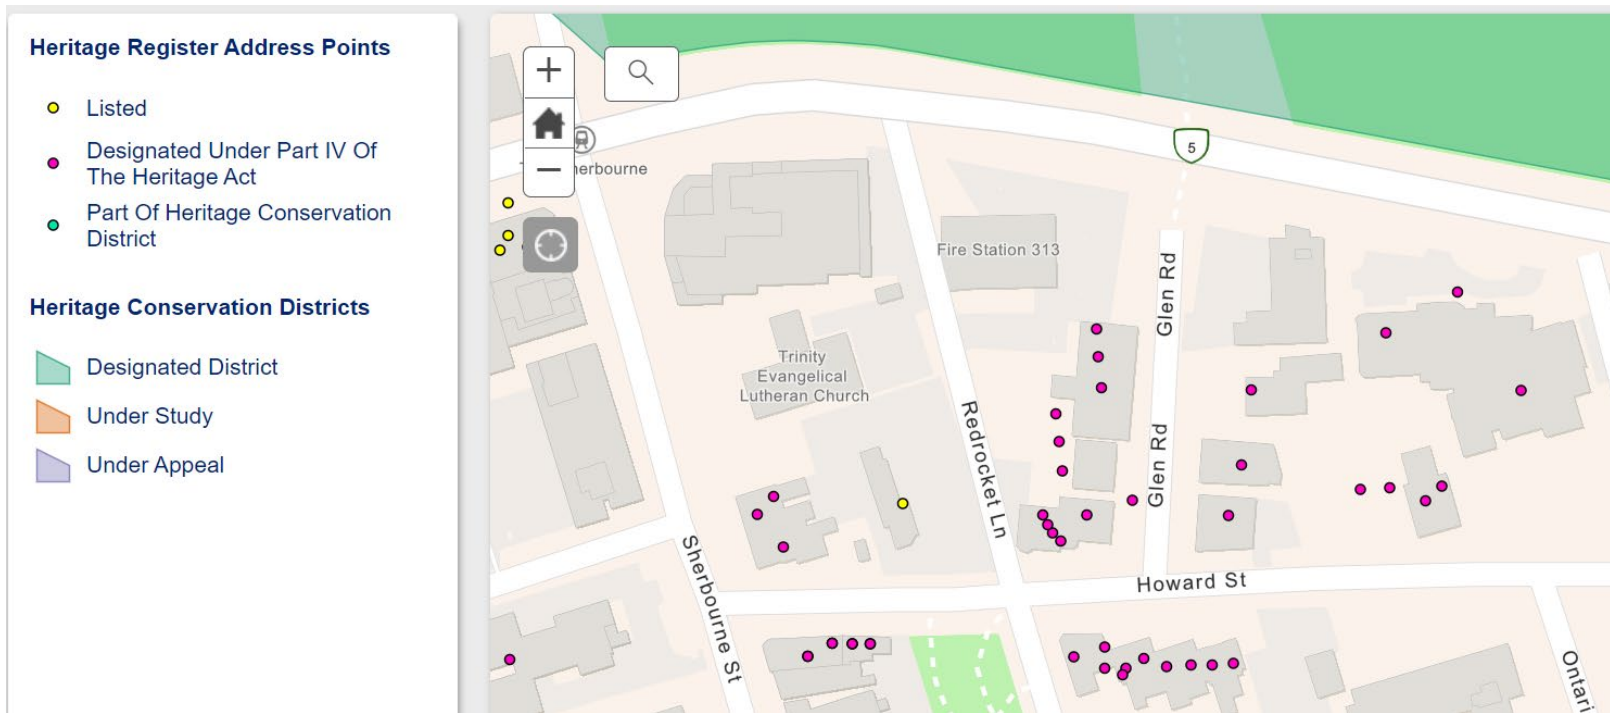 Heritage Register Address Points
Listed
Designated Under Part IV Of
The Heritage Act
Part Of Heritage Conservation
District
Heritage Conservation Districts
Designated District
Under Study
Under Appeal
5
Fire Station 313
Glen Rd
Trinity
Evangelical
Lutheran Church
Redrocket Ln
Glen Rd
Sherbourne St
Howard St